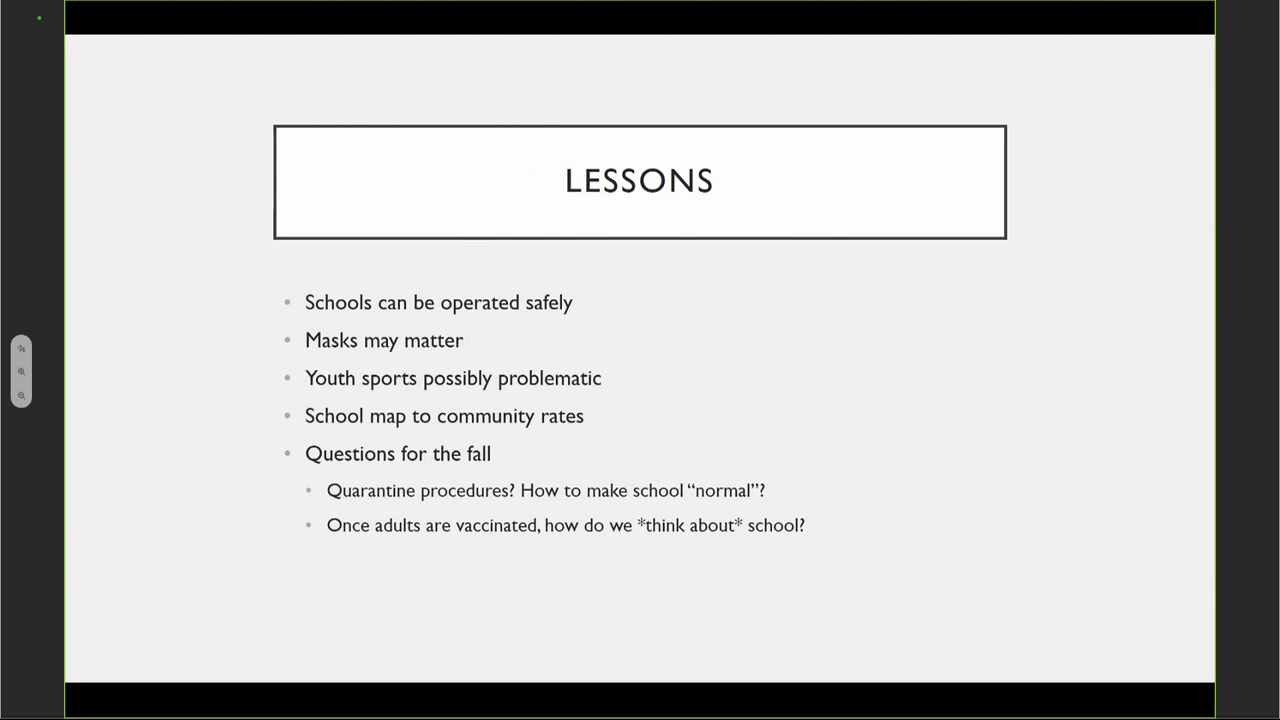 LESSONS
Schools can be operated safely
Masks may matter
Youth sports possibly problematic
School map to community rates
Questions for the fall
Quarantine procedures? How to make school “normal”?
Once adults are vaccinated, how do we *think about* school?